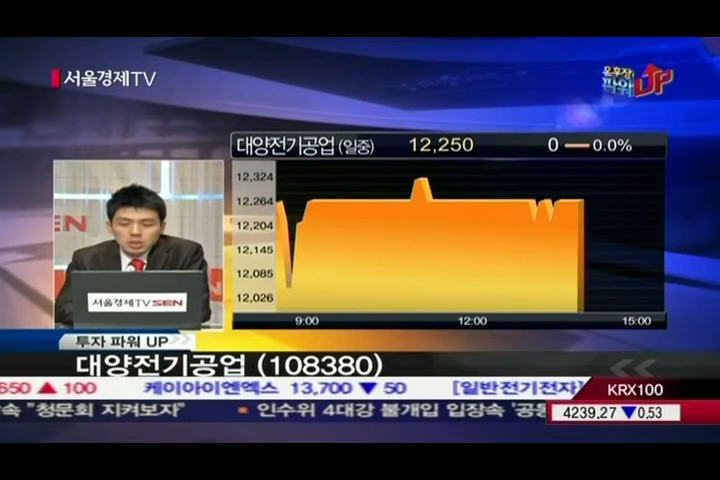 서울경제TV
오후장
파워UP
대양전기공업 (일중) 12,250 0 0.0%
12,324
12,264
12,204
12,145
12,085
12,026
9:00 12:00 15:00
SEN
서울경제TV SEN
투자 파워 UP
대양전기공업 (108380)
650 ▲ 100 케이아이엔엑스 13,700 ▼ 50 [일반전기전자]
KRX100
4239.27 ▼0.53
속 "청문회 지켜보자" 인수위 4대강 불개입 입장속